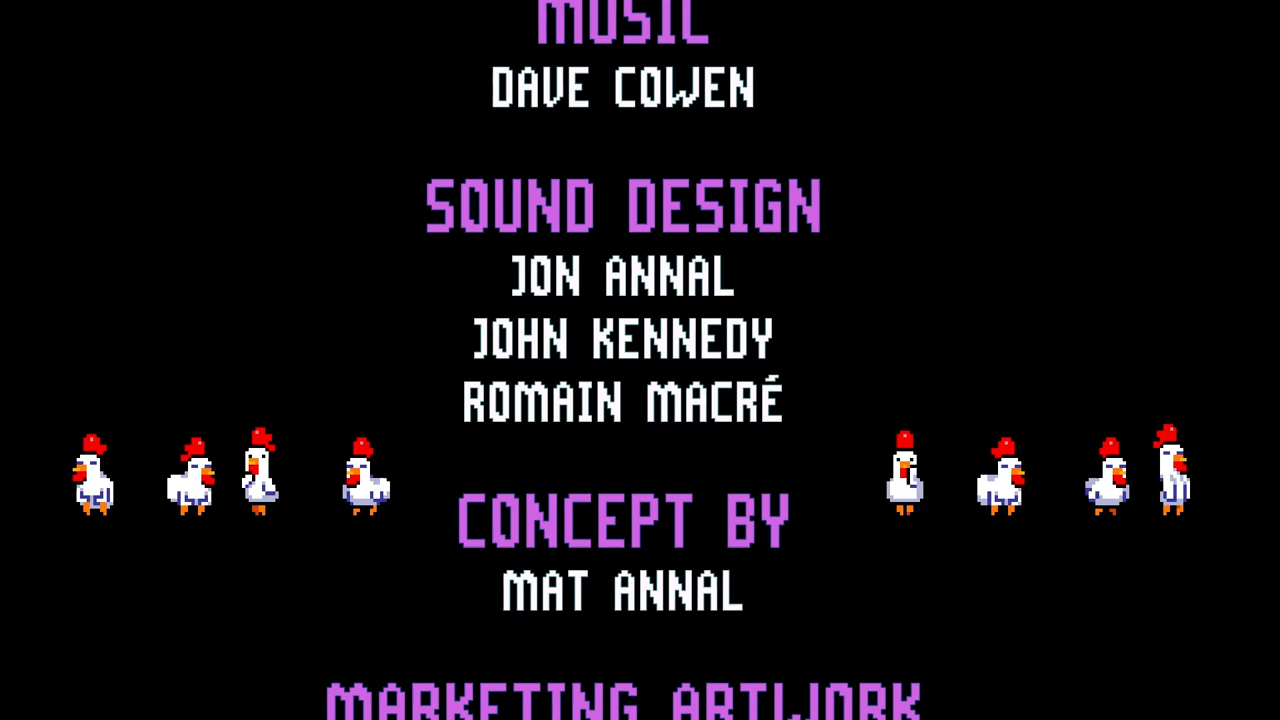 MUSIC
DAVE COWEN
SOUND DESIGN
JON ANNAL
JOHN KENNEDY
ROMAIN MACRÉ
CONCEPT BY
MAT ANNAL
MARKETING ARTWORK